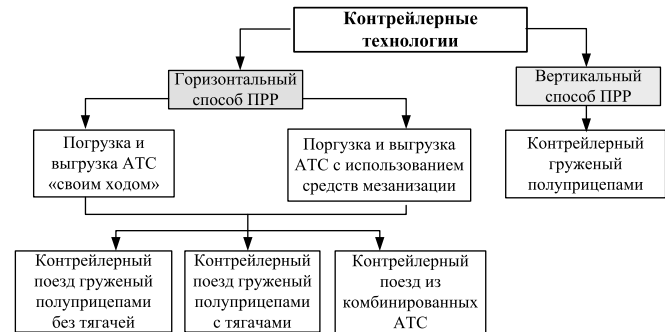 Контрейлерные
технологии
Горизонтальный
способ ПРР
Вертикальный
способ ПРР
Погрузка и
выгрузка АТС
«своим ходом»
Поргузка и выгрузка
АТС с использованием
средств мезанизации
Контрейлерный
груженый
полуприцепами
Контрейлерный
поезд груженый
полуприцепами
без тягачей
Контрейлерный
поезд груженый
полуприцепами
с тягачами
Контрейлерный
поезд из
комбинированных
АТС